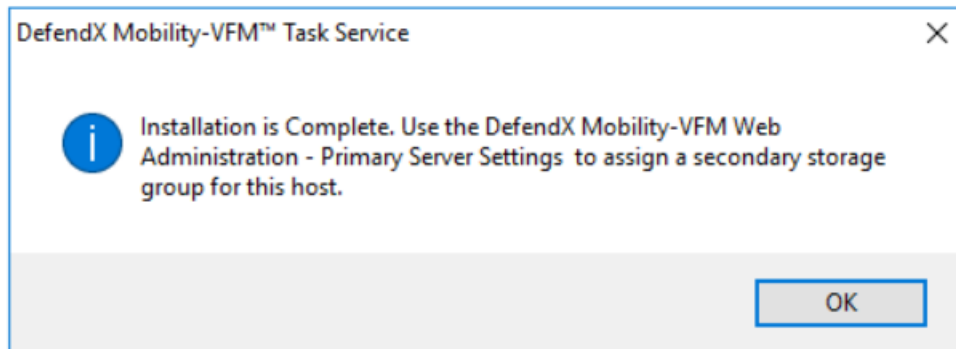 DefendX Mobility-VFM™ Task Service
Installation is Complete. Use the DefendX Mobility-VFM Web
Administration - Primary Server Settings  to assign a secondary storage
group for this host.
OK